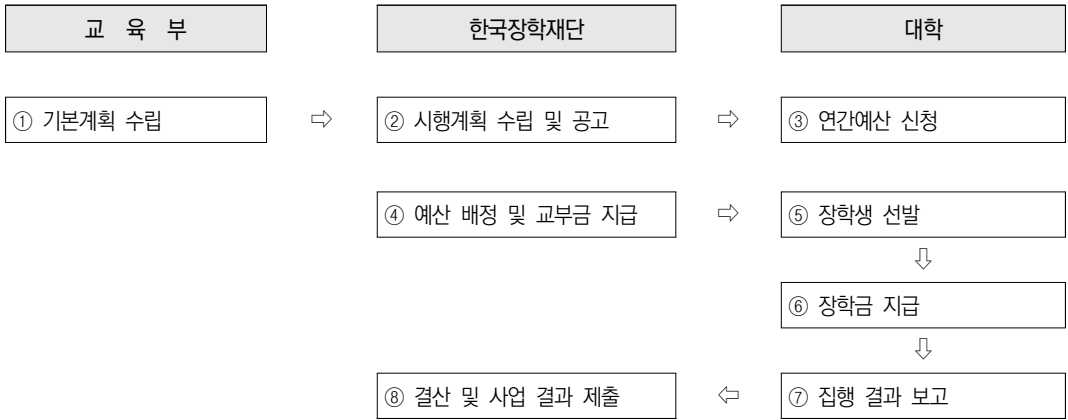 교 육 부
한국장학재단
대학
① 기본계획 수립
⇨
② 시행계획 수립 및 공고
⇨
③ 연간예산 신청
④ 예산 배정 및 교부금 지급
⇨
⑤ 장학생 선발
⇩
⑥ 장학금 지급
⇩
⑧ 결산 및 사업 결과 제출
⇦
⑦ 집행 결과 보고